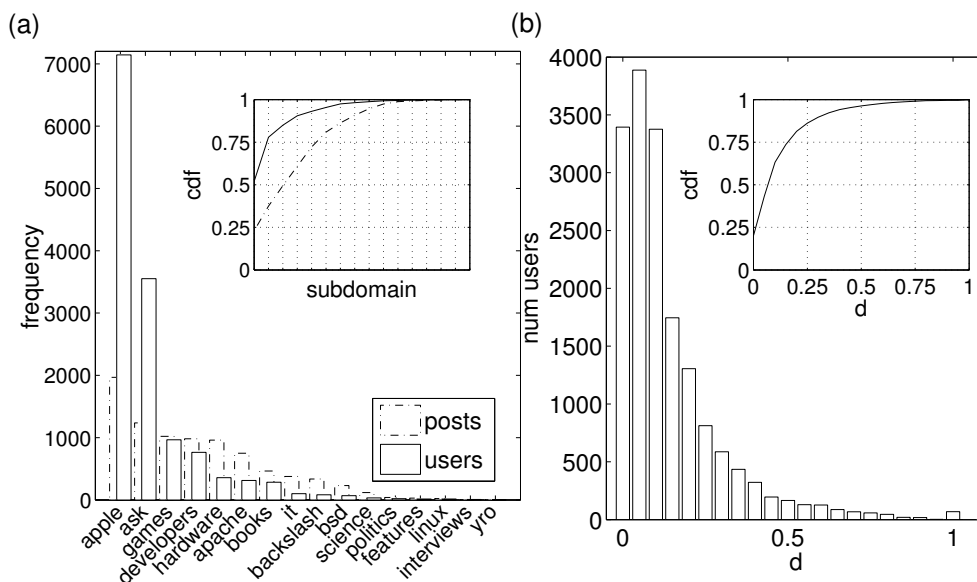 (a)
frequency
7000
6000
5000
4000
3000
2000
1000
0
apple
ask
games
developers
hardware
apache
books
it
backslash
bsd
science
politics
features
linux
interviews
yro
cdf
1
0.75
0.5
0.25
0
subdomain
posts
users
(b)
num users
4000
3500
3000
2500
2000
1500
1000
500
0
0
0.5
1
d
cdf
1
0.75
0.5
0.25
0
0
0.25
0.5
0.75
1
d